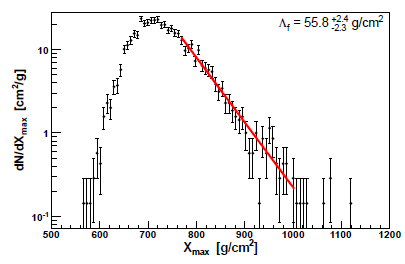 Λf = 55.8 +2.4 -2.3 g/cm²
dN/dXmax [cm²/g]
10
1
10⁻¹
500 600 700 800 900 1000 1100 1200
Xmax [g/cm²]